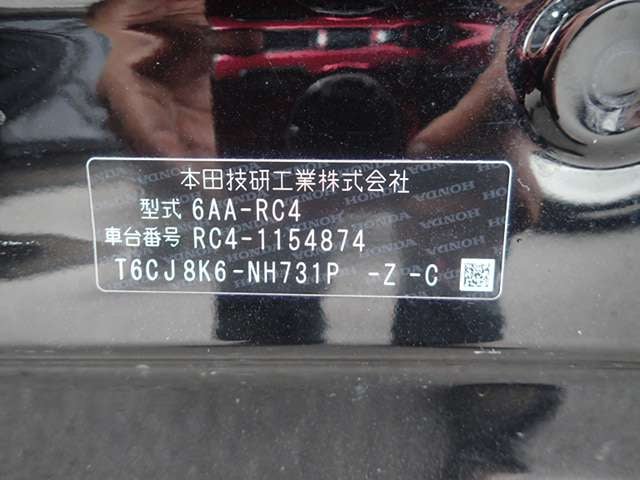 本田技研工業株式会社
型式 6AA-RC4
車台番号 RC4-1154874
T6CJ8K6-NH731P -Z -C